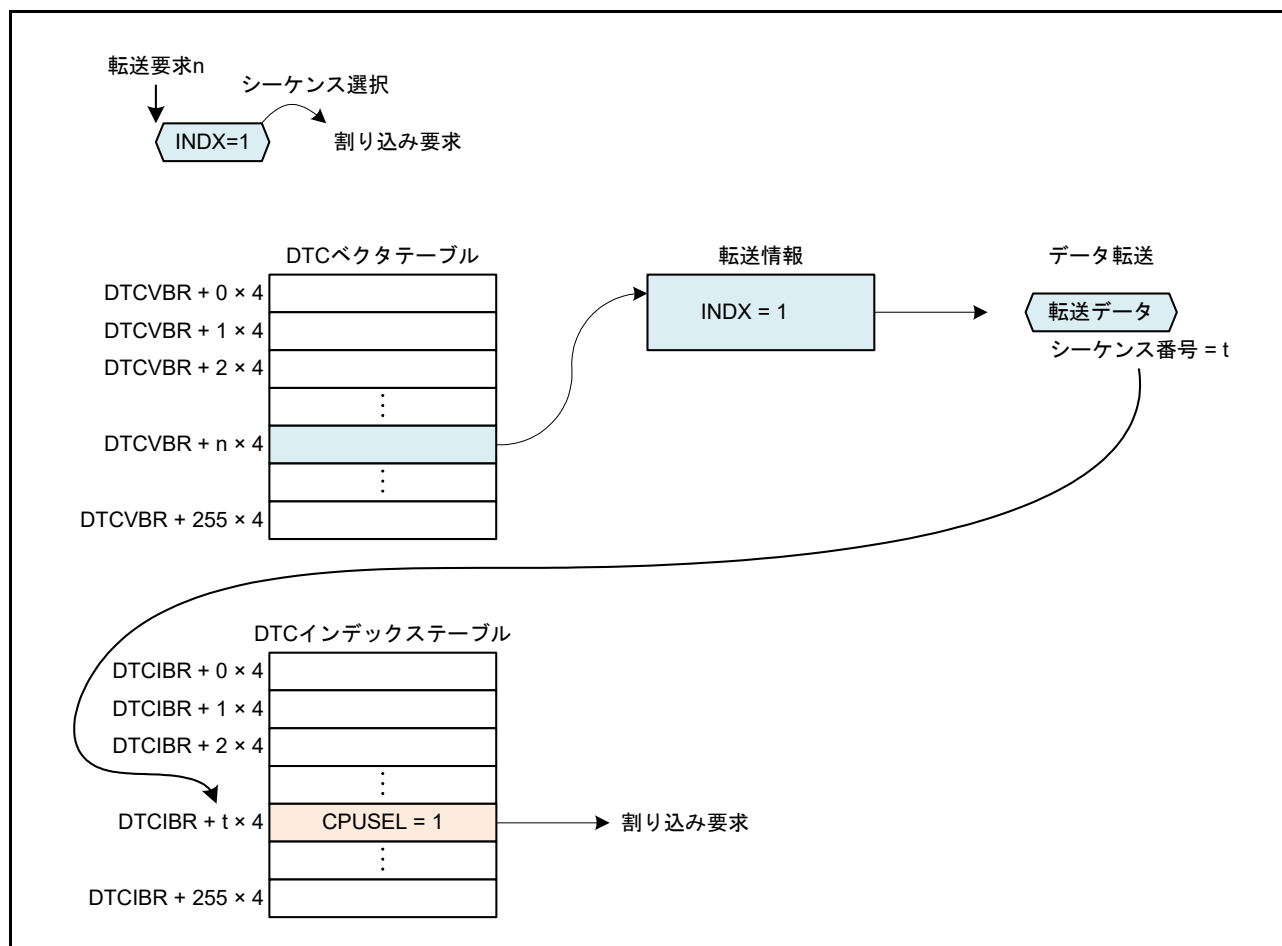 転送要求n
シーケンス選択
INDX=1
割り込み要求
DTCベクタテーブル
転送情報
データ転送
DTCVBR + 0 × 4
INDX = 1
転送データ
DTCVBR + 1 × 4
シーケンス番号 = t
DTCVBR + 2 × 4
⋮
DTCVBR + n × 4
⋮
DTCVBR + 255 × 4
DTCインデックステーブル
DTCIBR + 0 × 4
DTCIBR + 1 × 4
DTCIBR + 2 × 4
⋮
DTCIBR + t × 4
CPUSEL = 1
割り込み要求
⋮
DTCIBR + 255 × 4